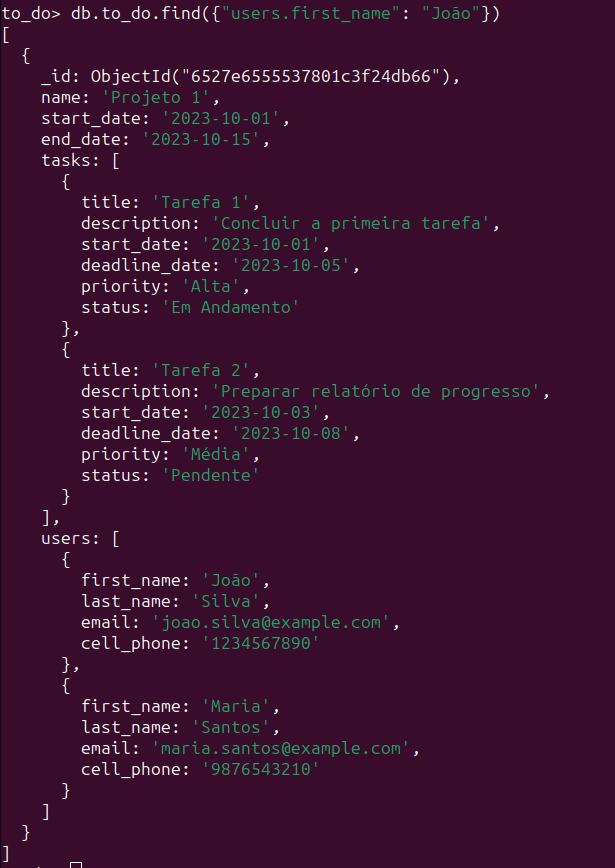 to_do> db.to_do.find({"users.first_name": "João"})
[
  {
    _id: ObjectId("6527e6555537801c3f24db66"),
    name: 'Projeto 1',
    start_date: '2023-10-01',
    end_date: '2023-10-15',
    tasks: [
      {
        title: 'Tarefa 1',
        description: 'Concluir a primeira tarefa',
        start_date: '2023-10-01',
        deadline_date: '2023-10-05',
        priority: 'Alta',
        status: 'Em Andamento'
      },
      {
        title: 'Tarefa 2',
        description: 'Preparar relatório de progresso',
        start_date: '2023-10-03',
        deadline_date: '2023-10-08',
        priority: 'Média',
        status: 'Pendente'
      }
    ],
    users: [
      {
        first_name: 'João',
        last_name: 'Silva',
        email: 'joao.silva@example.com',
        cell_phone: '1234567890'
      },
      {
        first_name: 'Maria',
        last_name: 'Santos',
        email: 'maria.santos@example.com',
        cell_phone: '9876543210'
      }
    ]
  }
]